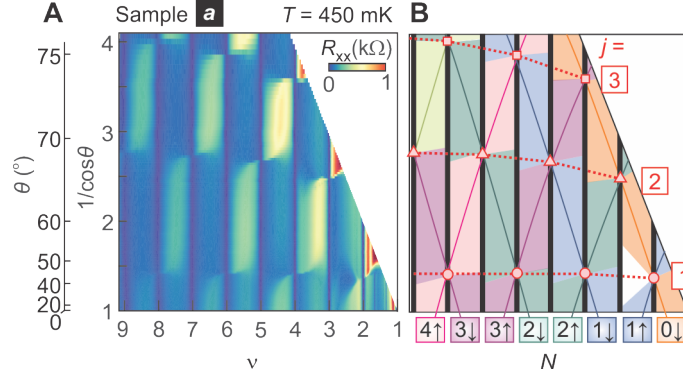 A
Sample a
T = 450 mK
B
R_xx(kΩ)
0 1
j =
3
2
1
θ (°)
75
70
60
50
40
20
0
1/cosθ
4
3
2
1
9 8 7 6 5 4 3 2 1
ν
4↑ 3↓ 3↑ 2↓ 2↑ 1↓ 1↑ 0↓
N